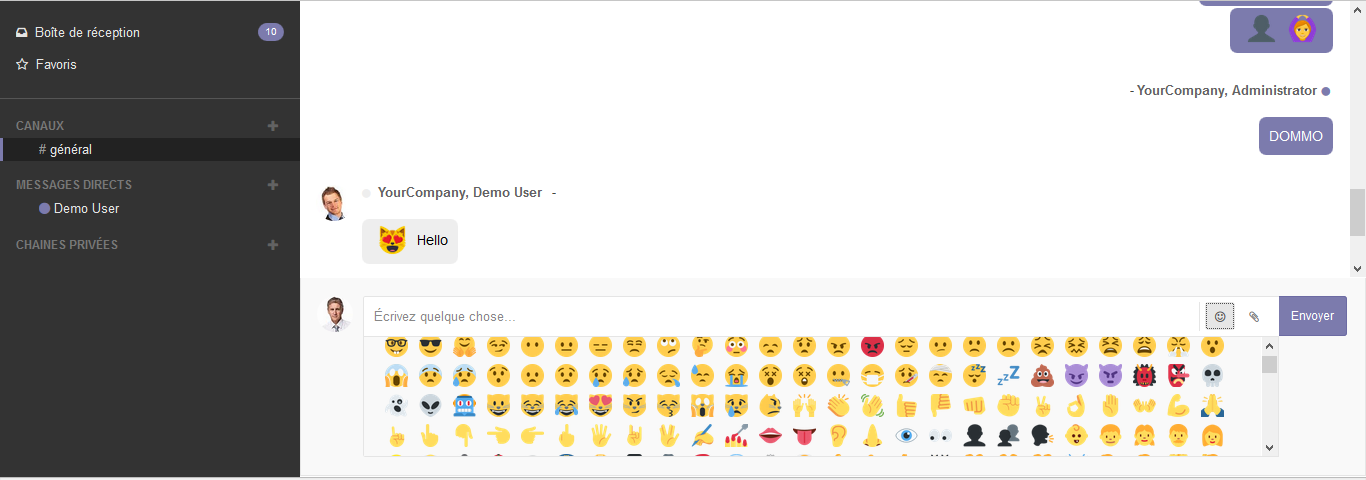 Boîte de réception 10
Favoris
CANAUX
# général
MESSAGES DIRECTS
Demo User
CHAINES PRIVÉES
- YourCompany, Administrator
DOMMO
YourCompany, Demo User -
Hello
Écrivez quelque chose...
Envoyer